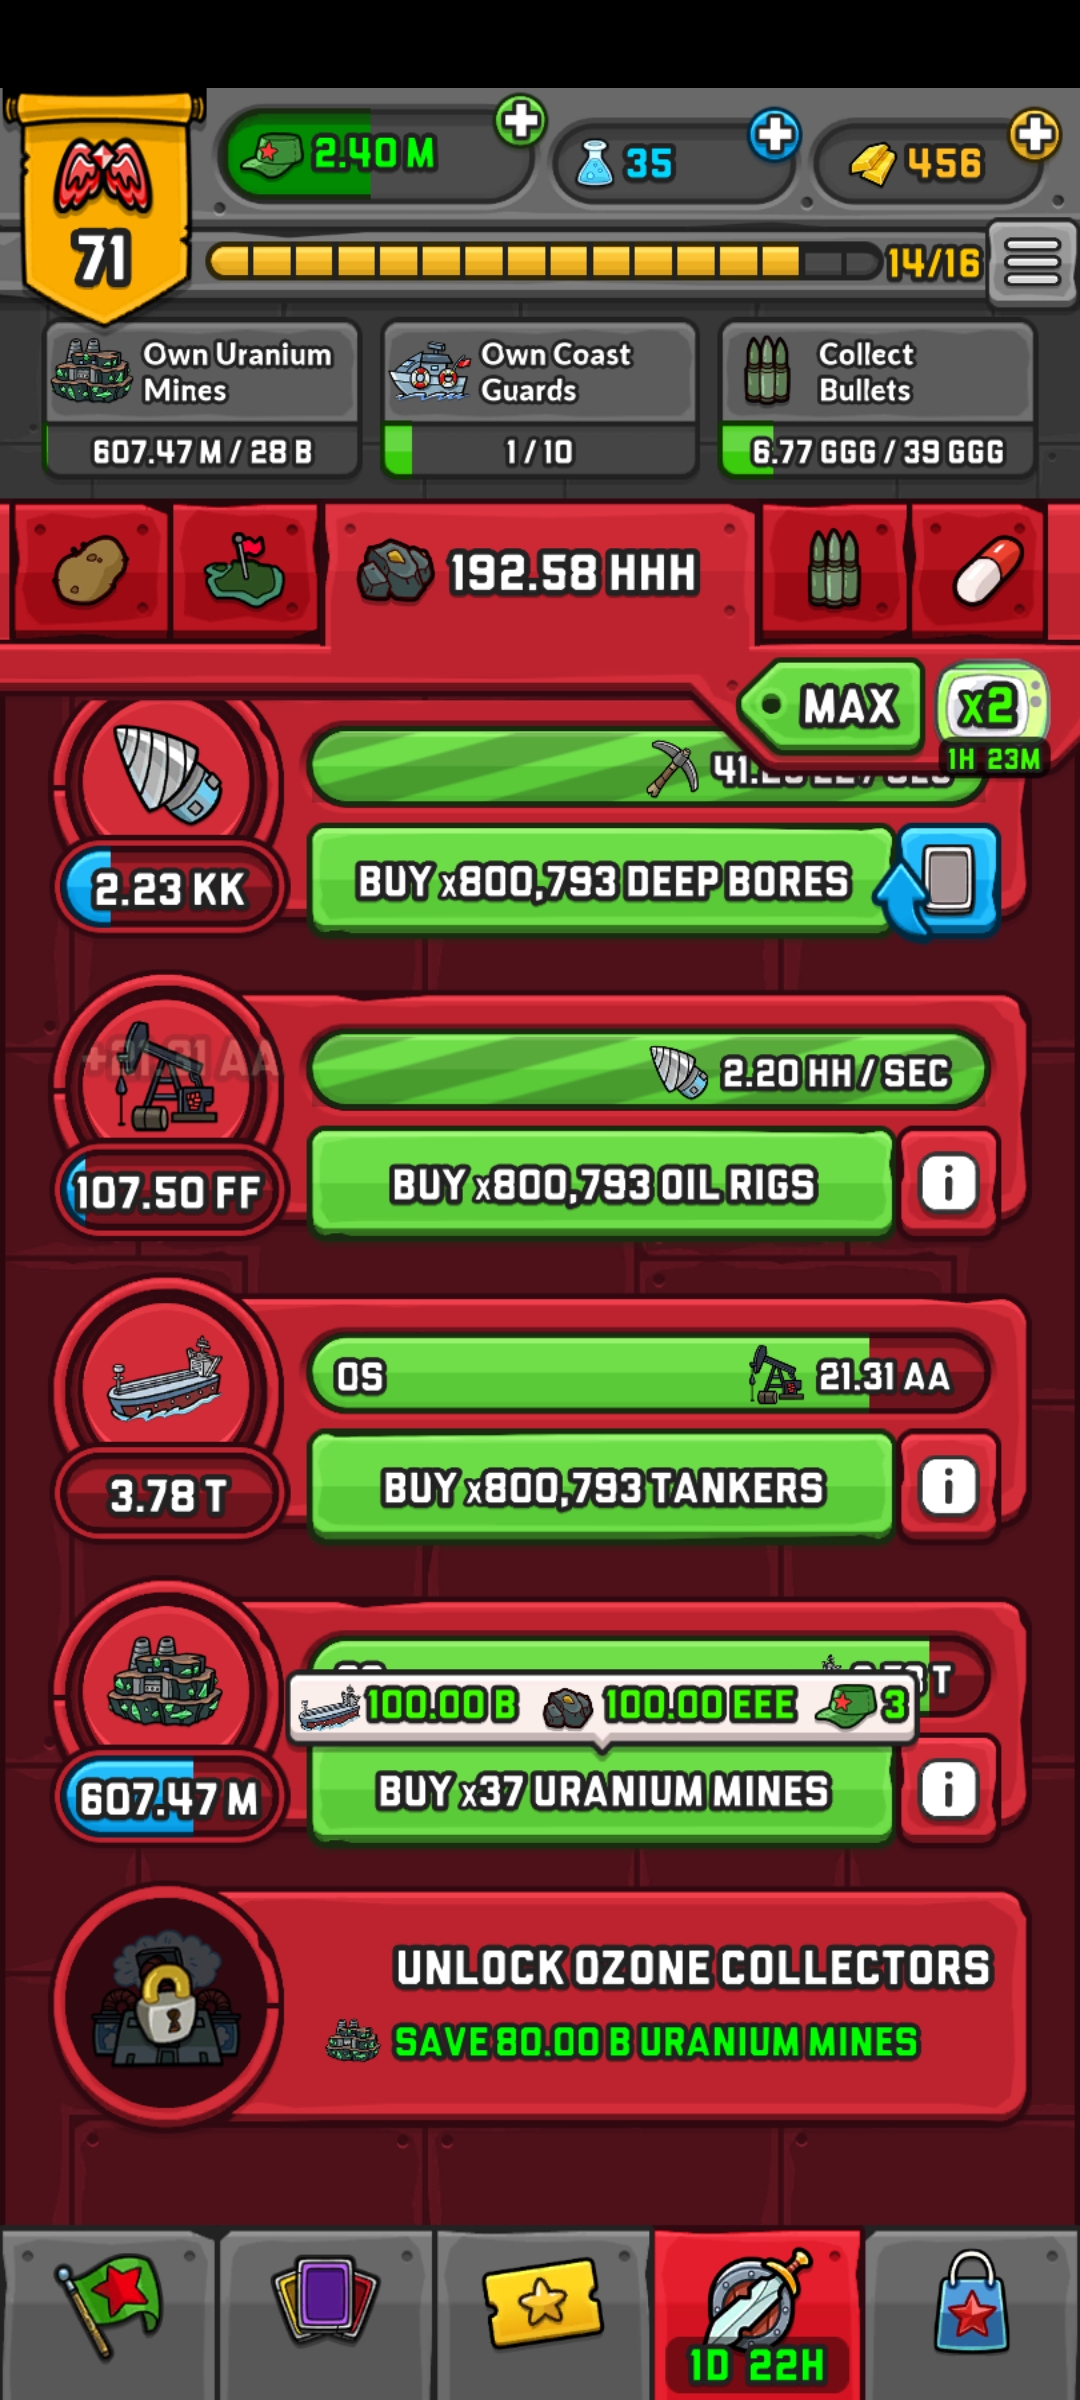 2.40 M
35
456
71
14/16
Own Uranium
Mines
607.47 M / 28 B
Own Coast
Guards
1 / 10
Collect
Bullets
6.77 GGG / 39 GGG
192.58 HHH
MAX
x2
1H 23M
2.23 KK
BUY x800,793 DEEP BORES
+21.31 AA
2.20 HH / SEC
107.50 FF
BUY x800,793 OIL RIGS
0S
21.31 AA
3.78 T
BUY x800,793 TANKERS
100.00 B
100.00 EEE
3
607.47 M
BUY x37 URANIUM MINES
UNLOCK OZONE COLLECTORS
SAVE 80.00 B URANIUM MINES
1D 22H